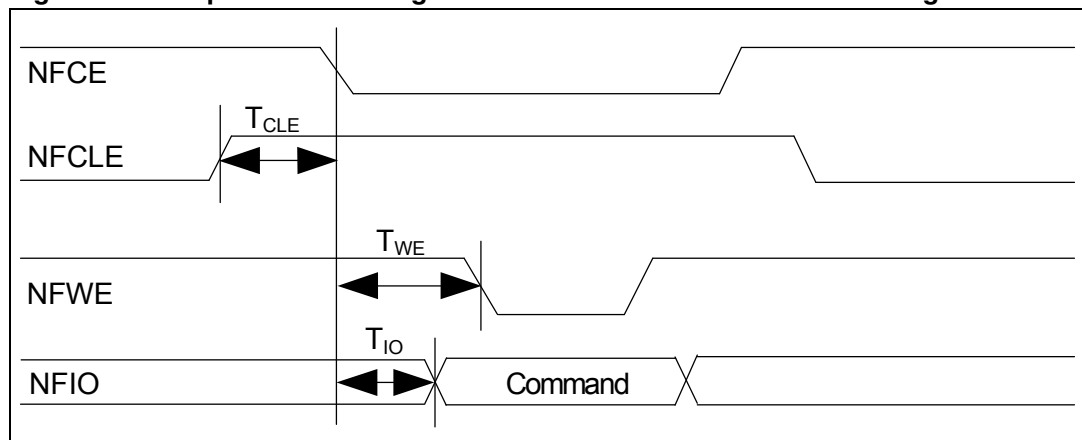 NFCE
T_CLE
NFCLE
T_WE
NFWE
T_IO
NFIO
Command